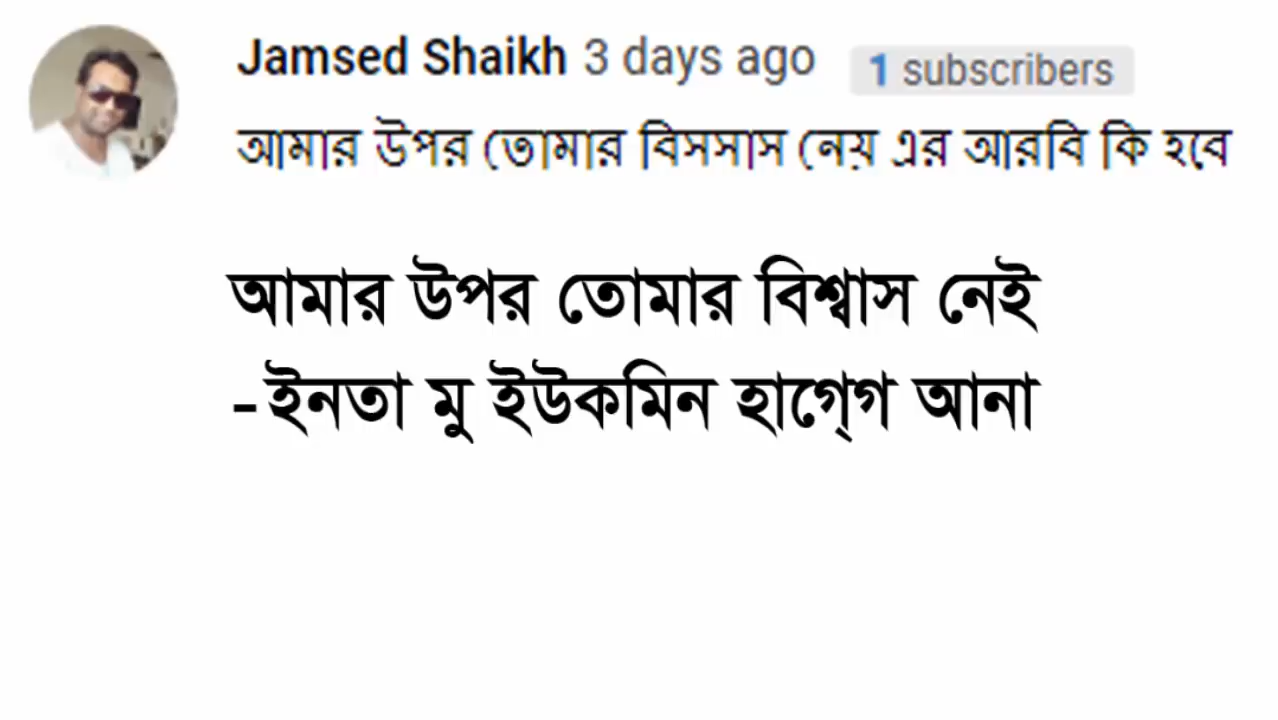 Jamsed Shaikh 3 days ago 1 subscribers
আমার উপর তোমার বিসসাস নেয় এর আরবি কি হবে
আমার উপর তোমার বিশ্বাস নেই
-ইনতা মু ইউকমিন হাগ্গে আনা